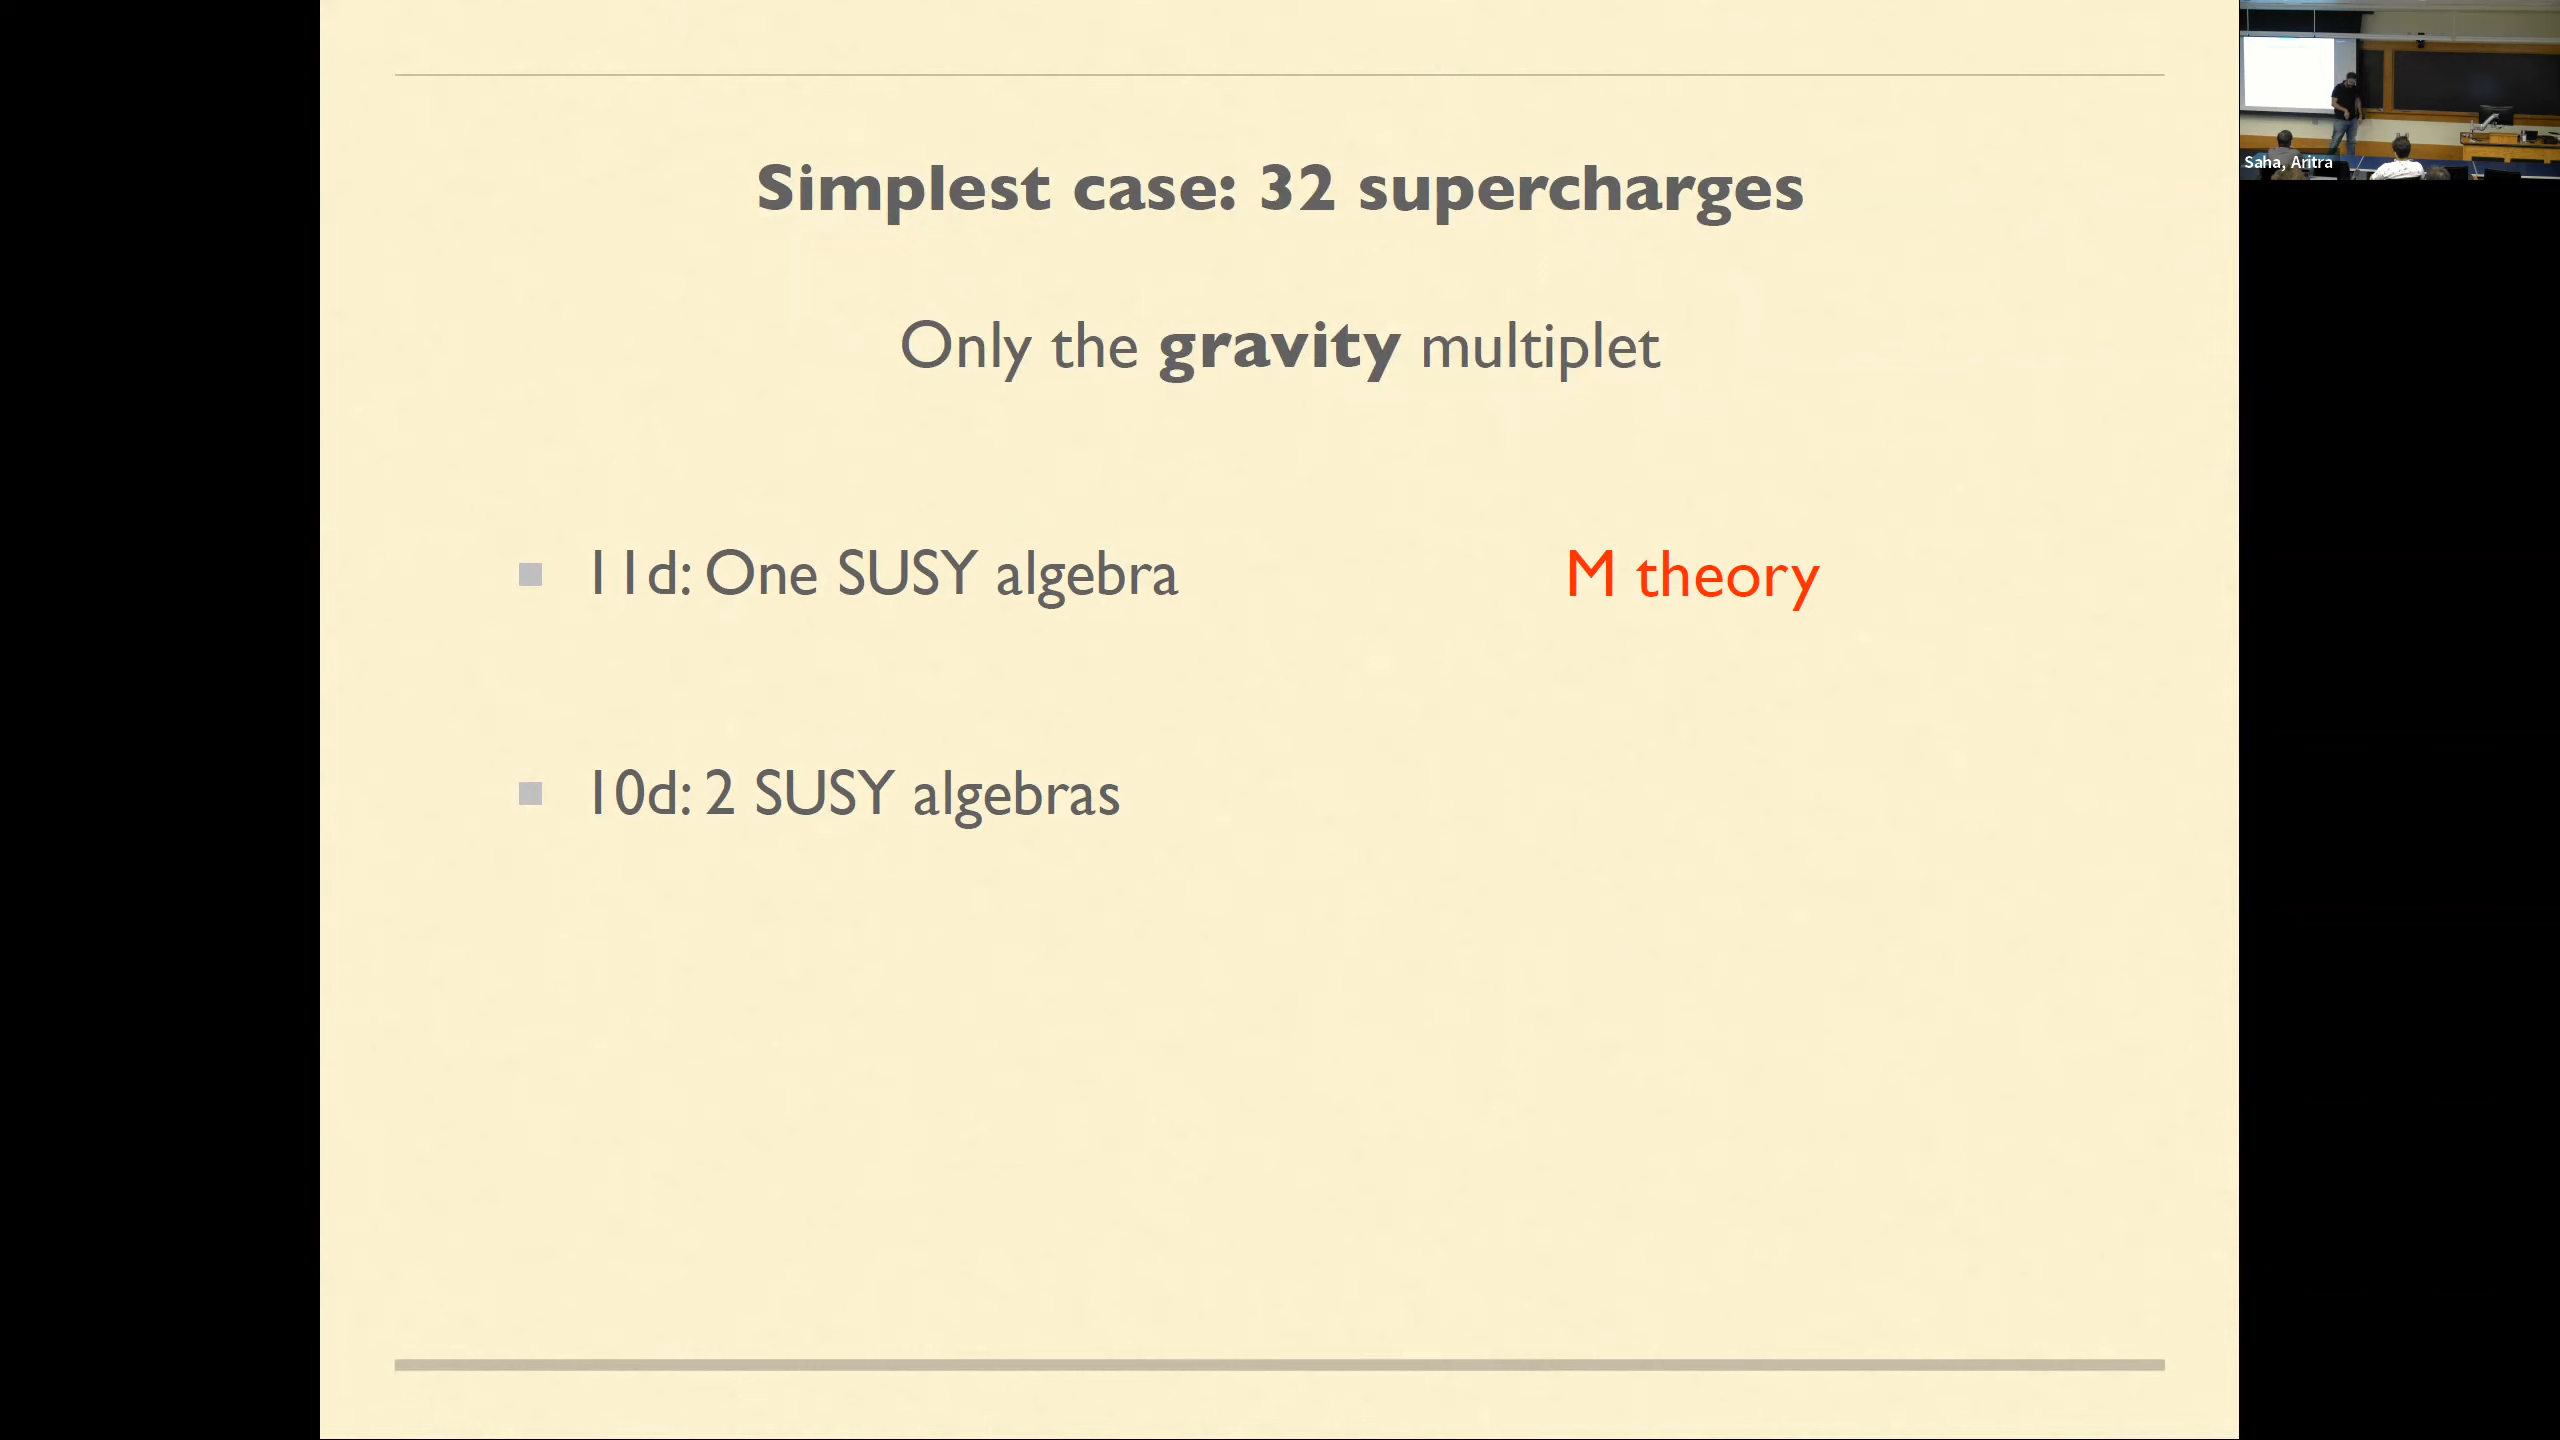 Simplest case: 32 supercharges
Only the gravity multiplet
11d: One SUSY algebra
M theory
10d: 2 SUSY algebras
Saha, Aritra